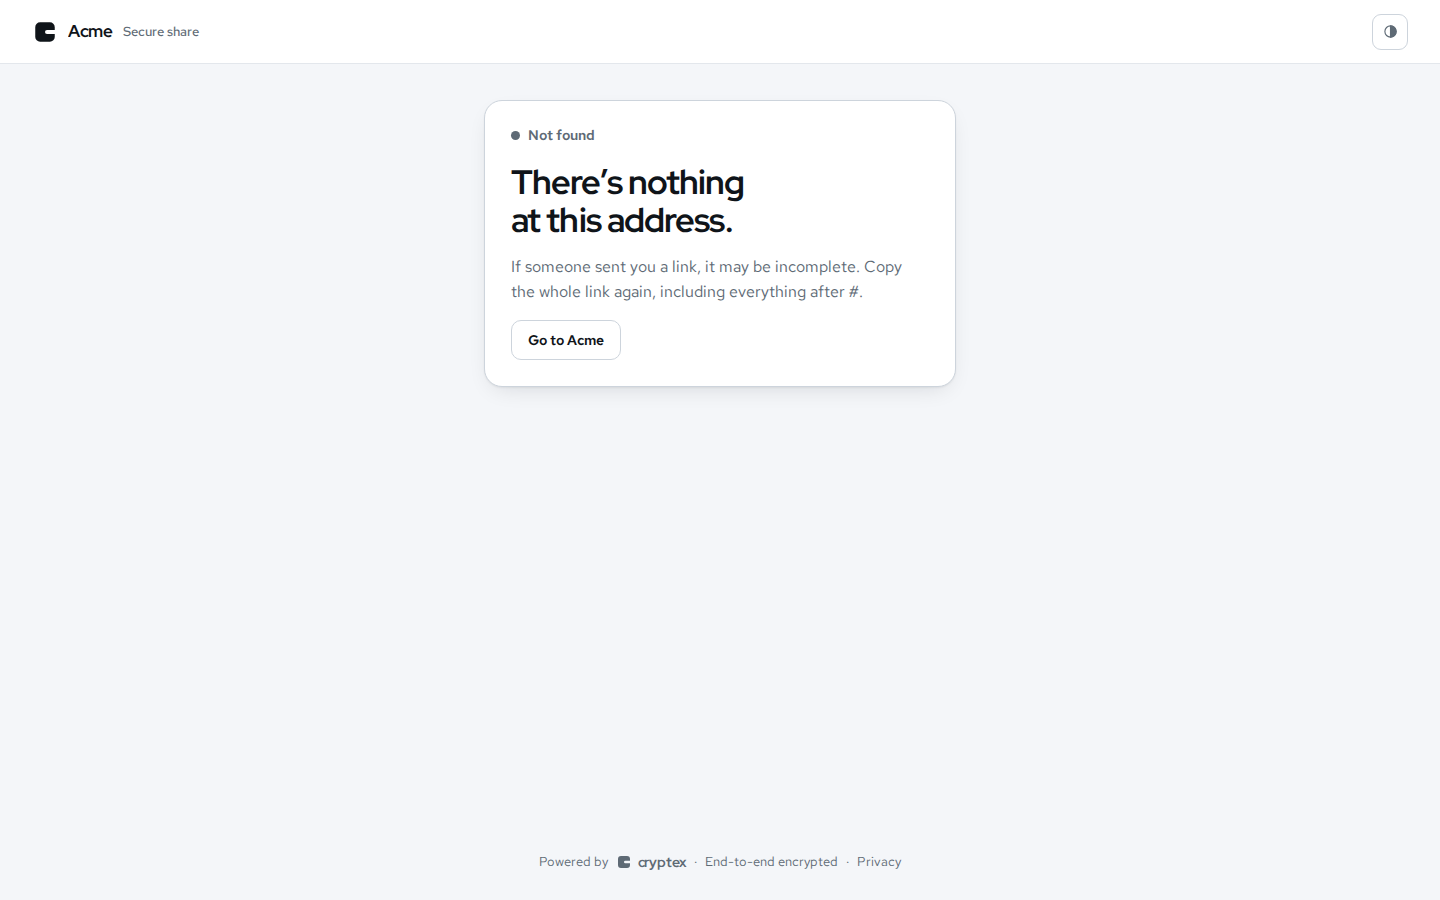 Acme Secure share
Not found
There’s nothing
at this address.
If someone sent you a link, it may be incomplete. Copy
the whole link again, including everything after #.
Go to Acme
Powered by cryptex · End-to-end encrypted · Privacy